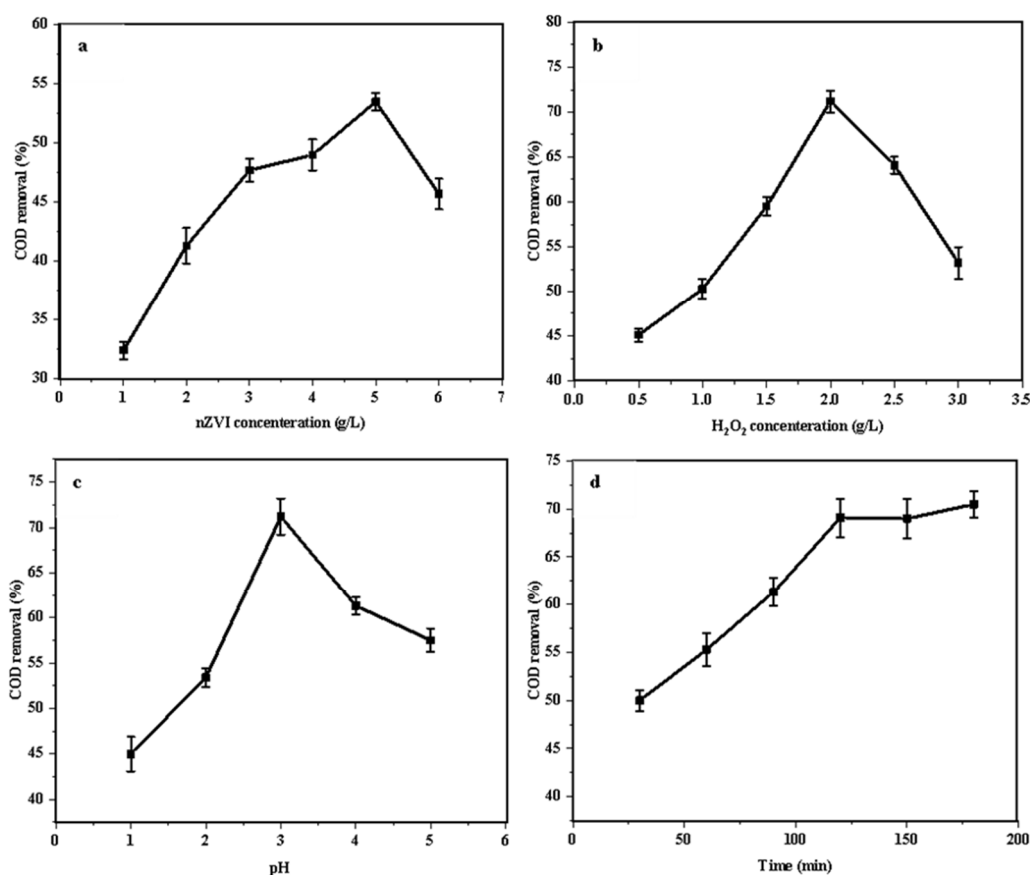 60
55
50
45
40
35
30
COD removal (%)
a
0 1 2 3 4 5 6 7
nZVI concenteration (g/L)
80
75
70
65
60
55
50
45
40
COD removal (%)
b
0.0 0.5 1.0 1.5 2.0 2.5 3.0 3.5
H₂O₂ concenteration (g/L)
75
70
65
60
55
50
45
40
COD removal (%)
c
0 1 2 3 4 5 6
pH
75
70
65
60
55
50
45
40
COD removal (%)
d
0 50 100 150 200
Time (min)